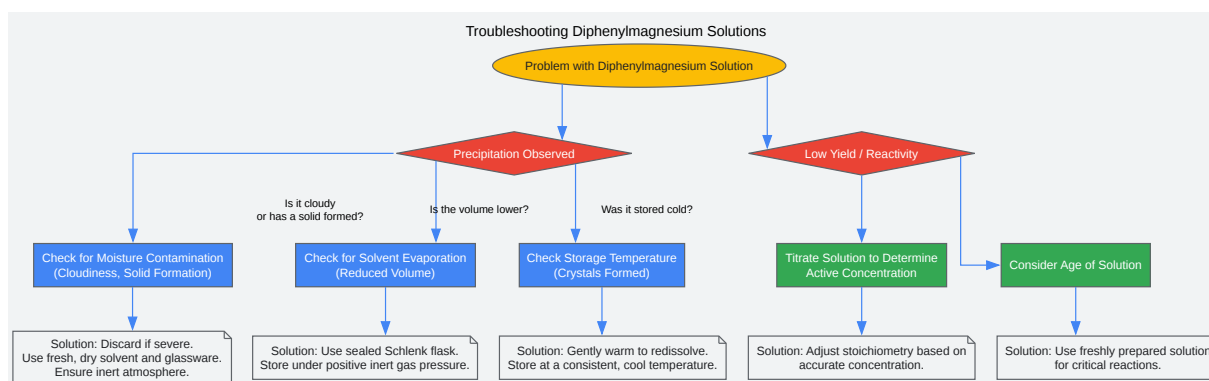 Troubleshooting Diphenylmagnesium Solutions
Problem with Diphenylmagnesium Solution
Precipitation Observed
Low Yield / Reactivity
Is it cloudy
or has a solid formed?
Is the volume lower?
Was it stored cold?
Check for Moisture Contamination
(Cloudiness, Solid Formation)
Check for Solvent Evaporation
(Reduced Volume)
Check Storage Temperature
(Crystals Formed)
Titrate Solution to Determine
Active Concentration
Consider Age of Solution
Solution: Discard if severe.
Use fresh, dry solvent and glassware.
Ensure inert atmosphere.
Solution: Use sealed Schlenk flask.
Store under positive inert gas pressure.
Solution: Gently warm to redissolve.
Store at a consistent, cool temperature.
Solution: Adjust stoichiometry based on
accurate concentration.
Solution: Use freshly prepared solution
for critical reactions.